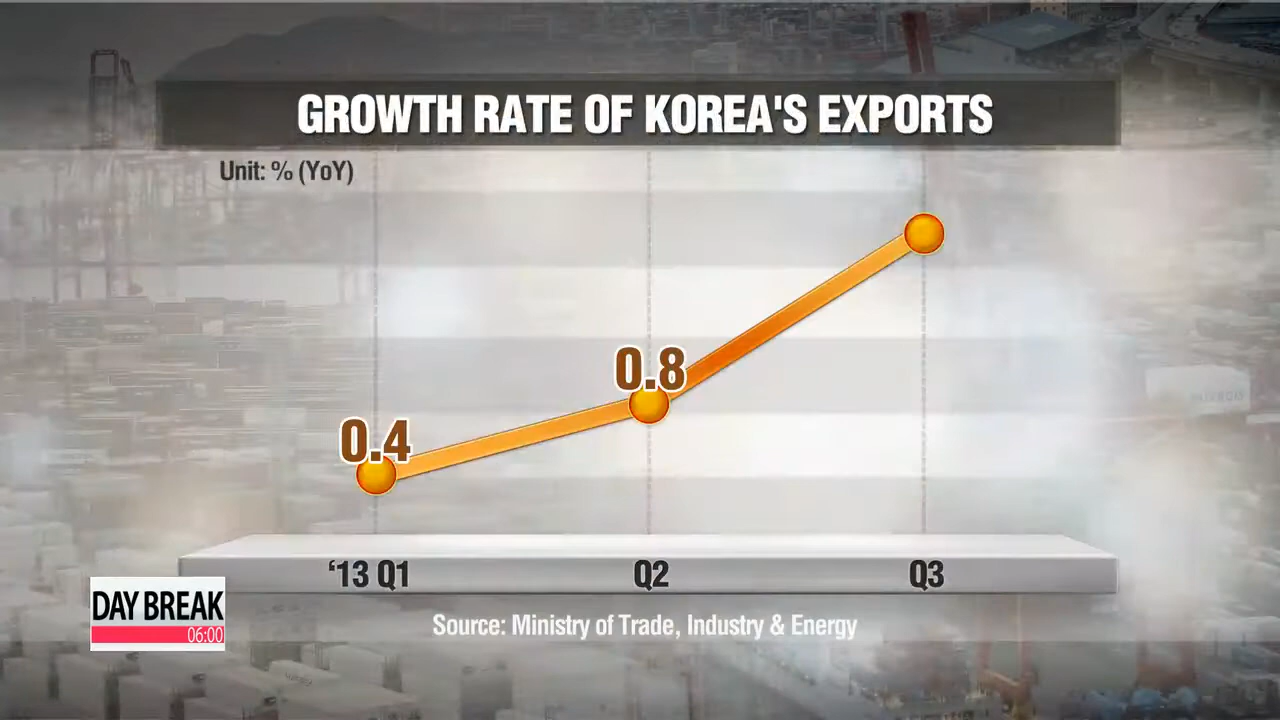 GROWTH RATE OF KOREA'S EXPORTS
Unit: % (YoY)
0.8
0.4
‘13 Q1 Q2 Q3
DAY BREAK
06:00
Source: Ministry of Trade, Industry & Energy